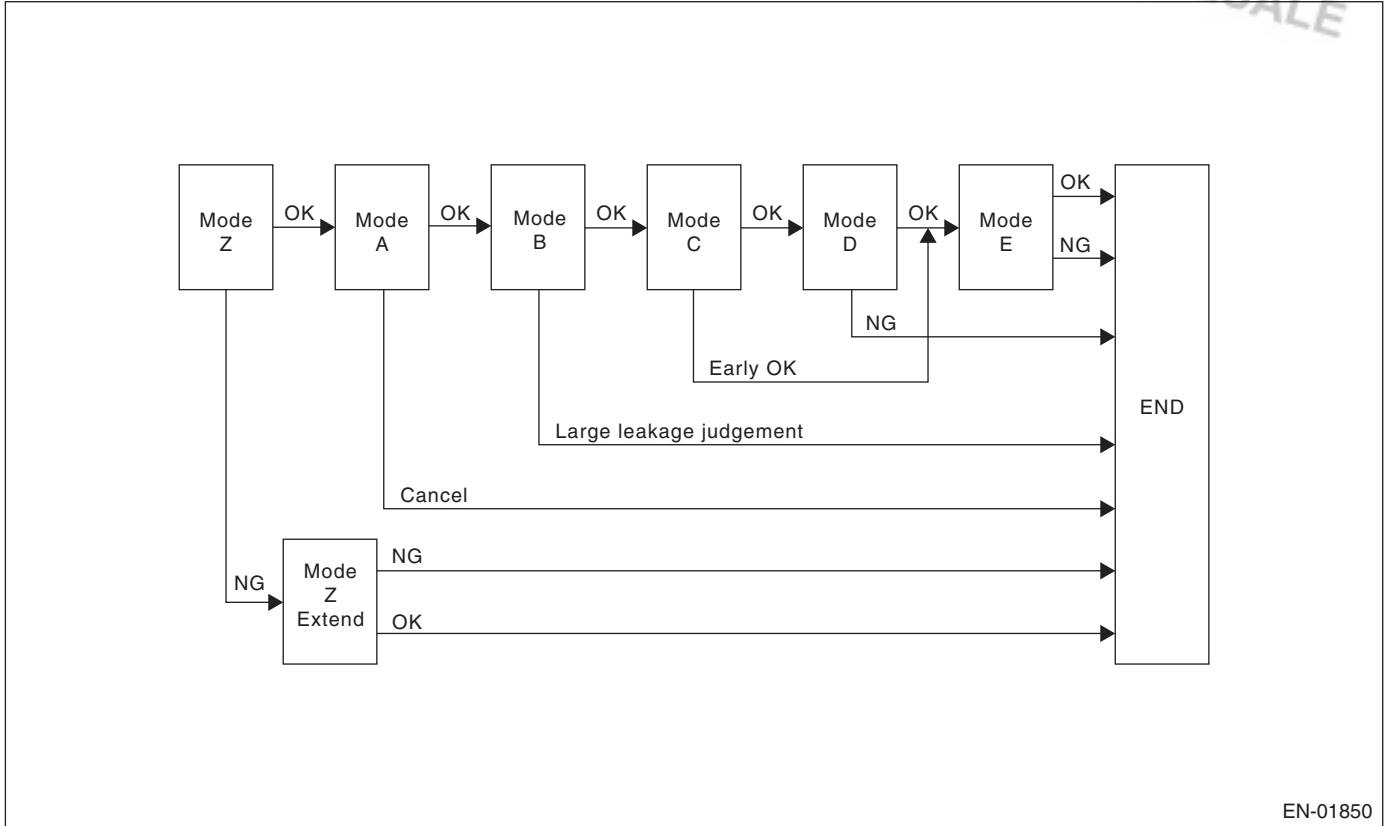 Mode
Z
OK
Mode
A
OK
Mode
B
OK
Mode
C
OK
Mode
D
OK
Mode
E
OK
NG
NG
Early OK
END
Large leakage judgement
Cancel
NG
Mode
Z
Extend
NG
OK
EN-01850